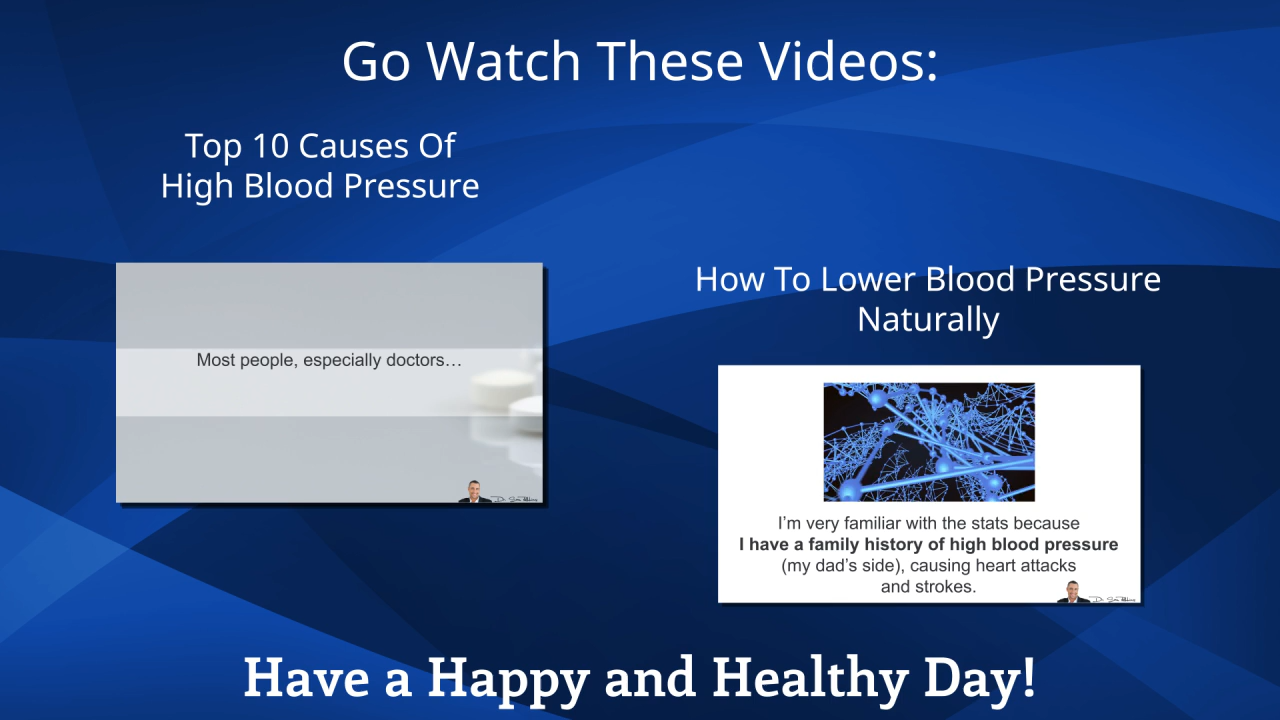 Go Watch These Videos:
Top 10 Causes Of
High Blood Pressure
Most people, especially doctors…
How To Lower Blood Pressure
Naturally
I’m very familiar with the stats because
I have a family history of high blood pressure
(my dad’s side), causing heart attacks
and strokes.
Have a Happy and Healthy Day!